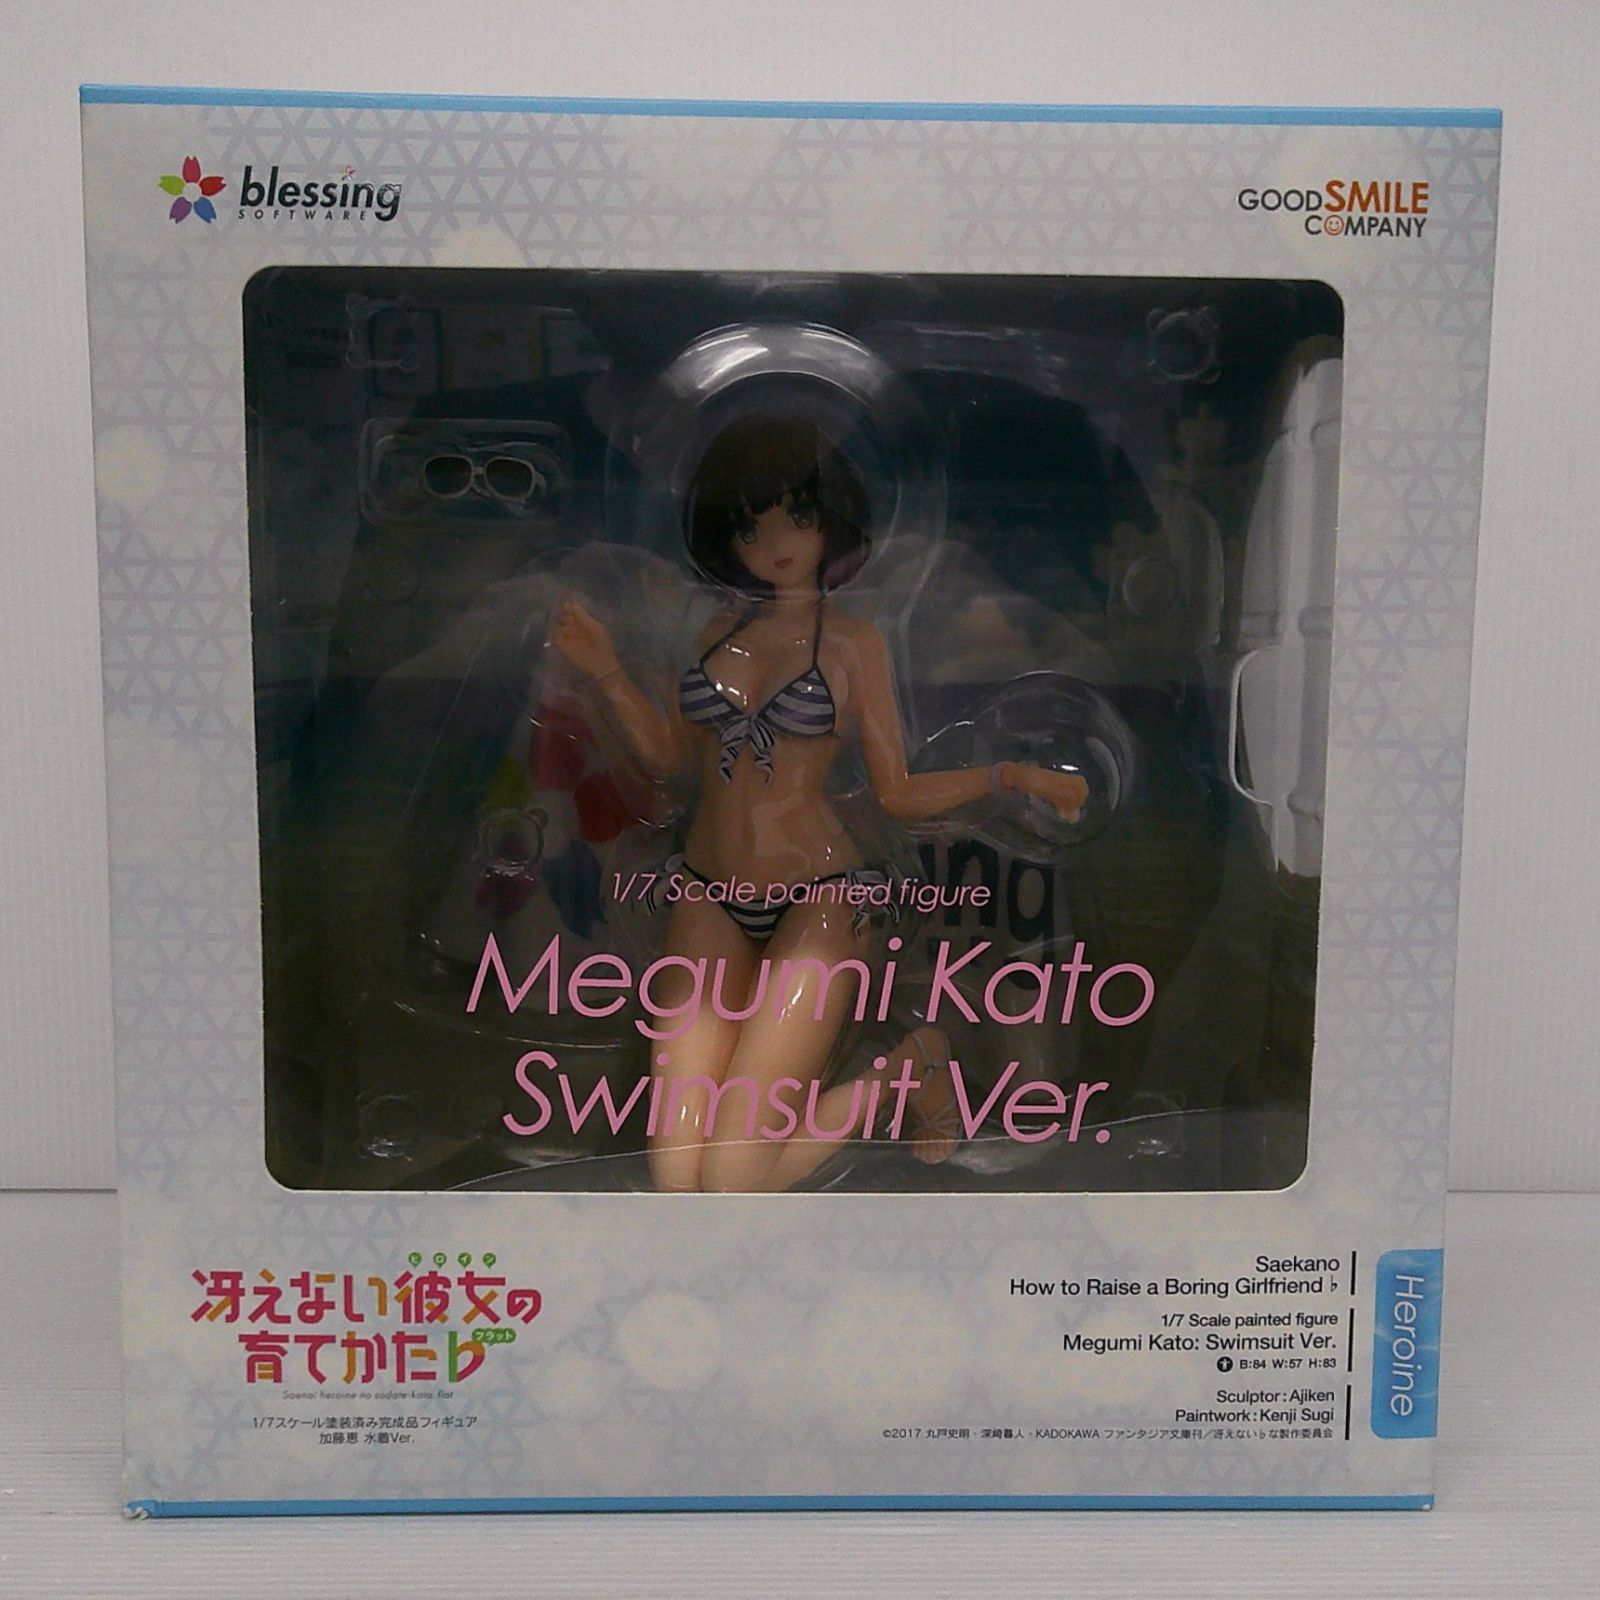 blessing
SOFTWARE
GOOD SMILE
COMPANY
1/7 Scale painted figure
Megumi Kato
Swimsuit Ver.
ヒロイン
冴えない彼女の
育てかた♭
フラット
Saenai heroine no sodate-kata. flat
1/7スケール塗装済み完成品フィギュア
加藤恵 水着Ver.
Saekano
How to Raise a Boring Girlfriend ♭
1/7 Scale painted figure
Megumi Kato: Swimsuit Ver.
B:84 W:57 H:83
Sculptor:Ajiken
Paintwork:Kenji Sugi
©2017 丸戸史明・深崎暮人・KADOKAWA ファンタジア文庫刊／冴えない♭な製作委員会
Heroine